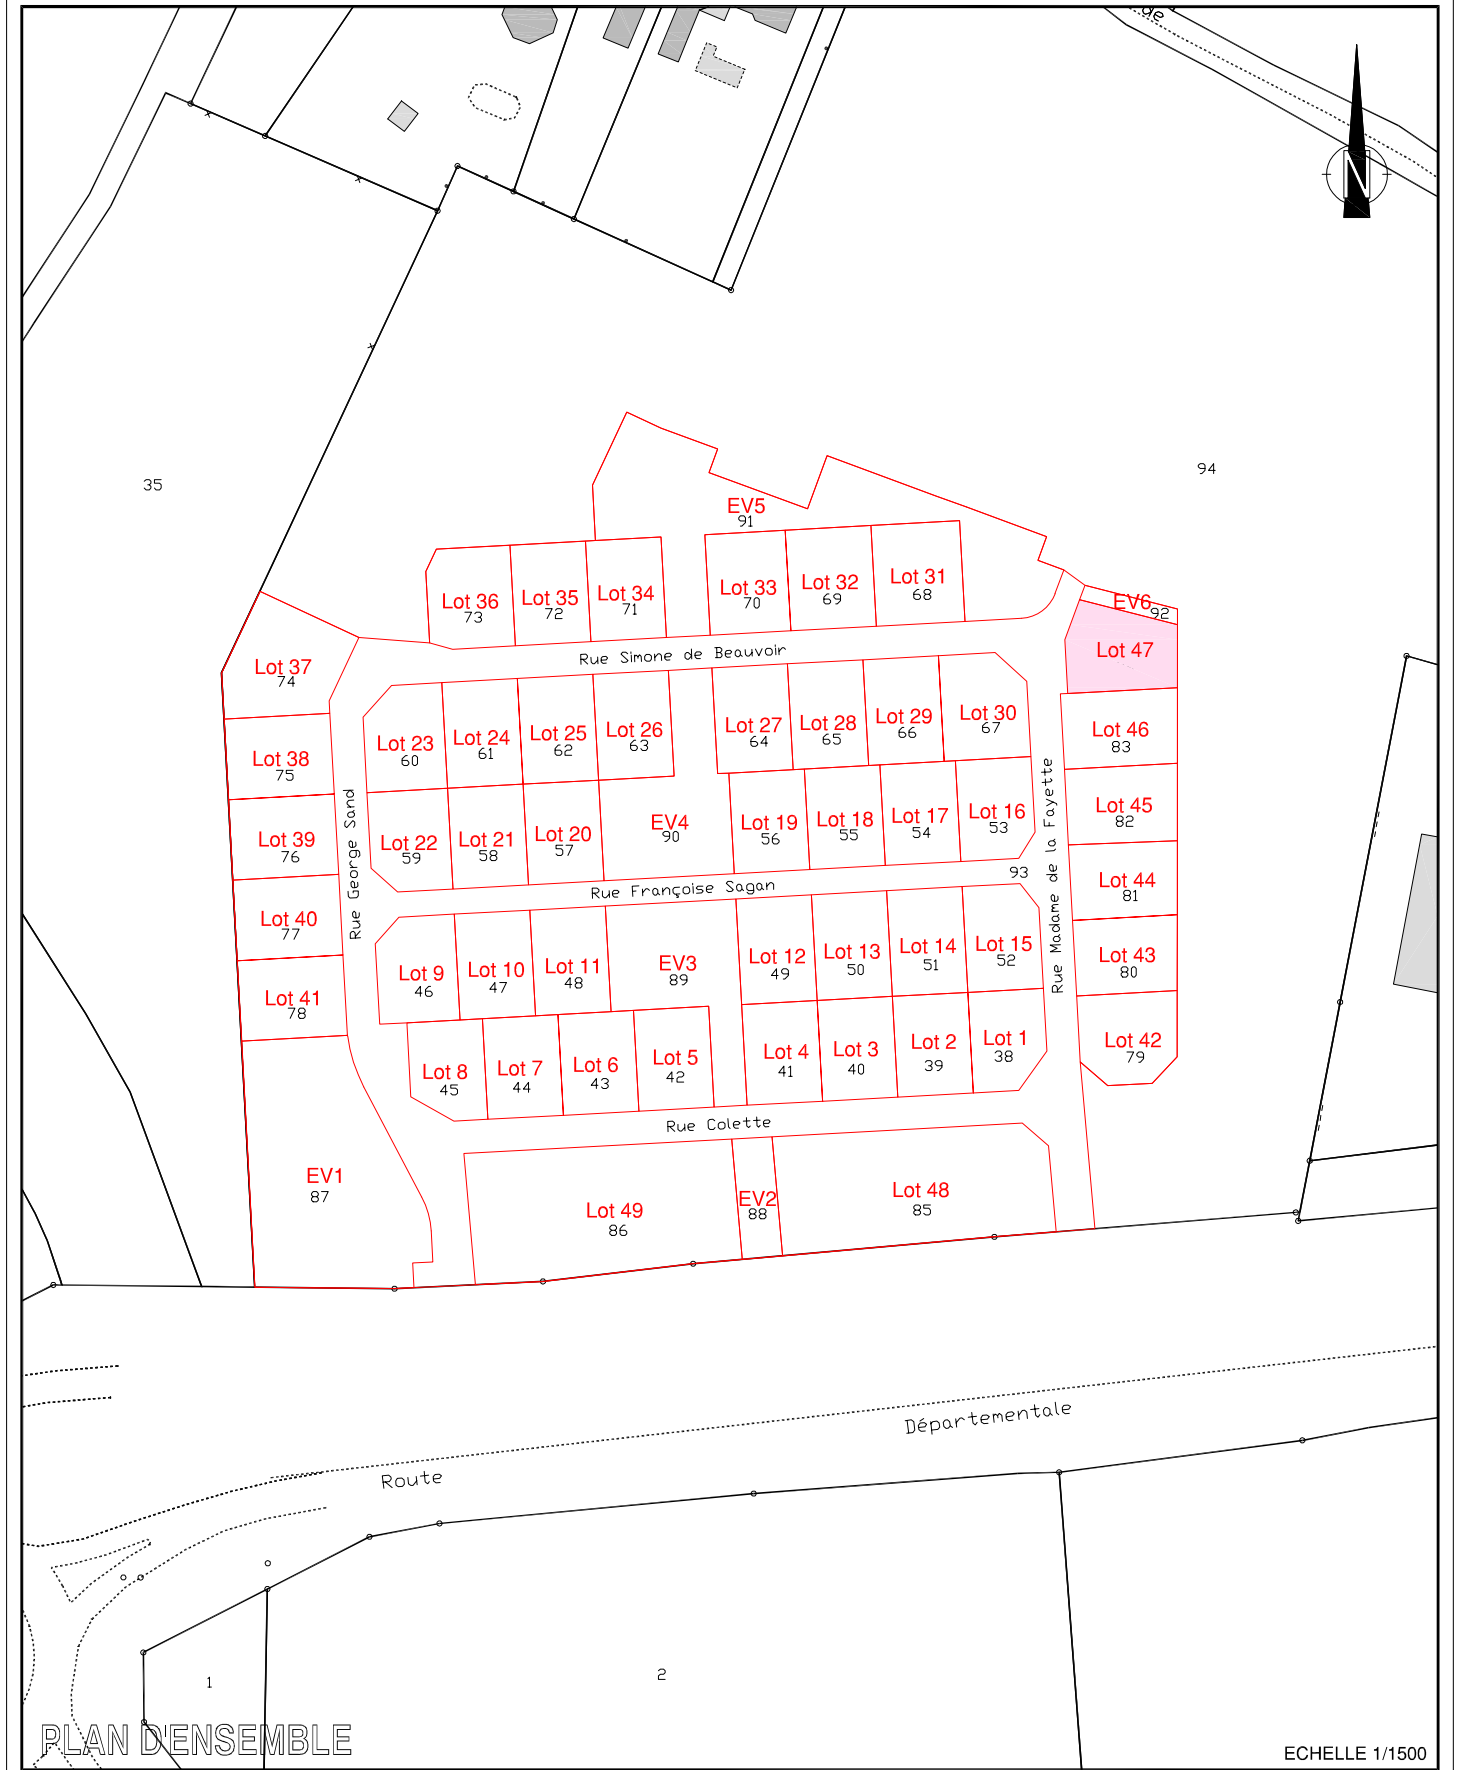 de
N
35
94
EV5
91
EV6
92
Lot 36
73
Lot 35
72
Lot 34
71
Lot 33
70
Lot 32
69
Lot 31
68
Lot 47
Rue Simone de Beauvoir
Lot 37
74
Lot 38
75
Lot 39
76
Lot 40
77
Lot 41
78
Rue George Sand
Lot 23
60
Lot 24
61
Lot 25
62
Lot 26
63
Lot 27
64
Lot 28
65
Lot 29
66
Lot 30
67
Lot 22
59
Lot 21
58
Lot 20
57
EV4
90
Lot 19
56
Lot 18
55
Lot 17
54
Lot 16
53
Rue Françoise Sagan
93
Rue Madame de la Fayette
Lot 46
83
Lot 45
82
Lot 44
81
Lot 43
80
Lot 42
79
Lot 9
46
Lot 10
47
Lot 11
48
EV3
89
Lot 12
49
Lot 13
50
Lot 14
51
Lot 15
52
Lot 8
45
Lot 7
44
Lot 6
43
Lot 5
42
Lot 4
41
Lot 3
40
Lot 2
39
Lot 1
38
Rue Colette
EV1
87
Lot 49
86
EV2
88
Lot 48
85
Route Départementale
1
2
PLAN D'ENSEMBLE
ECHELLE 1/1500